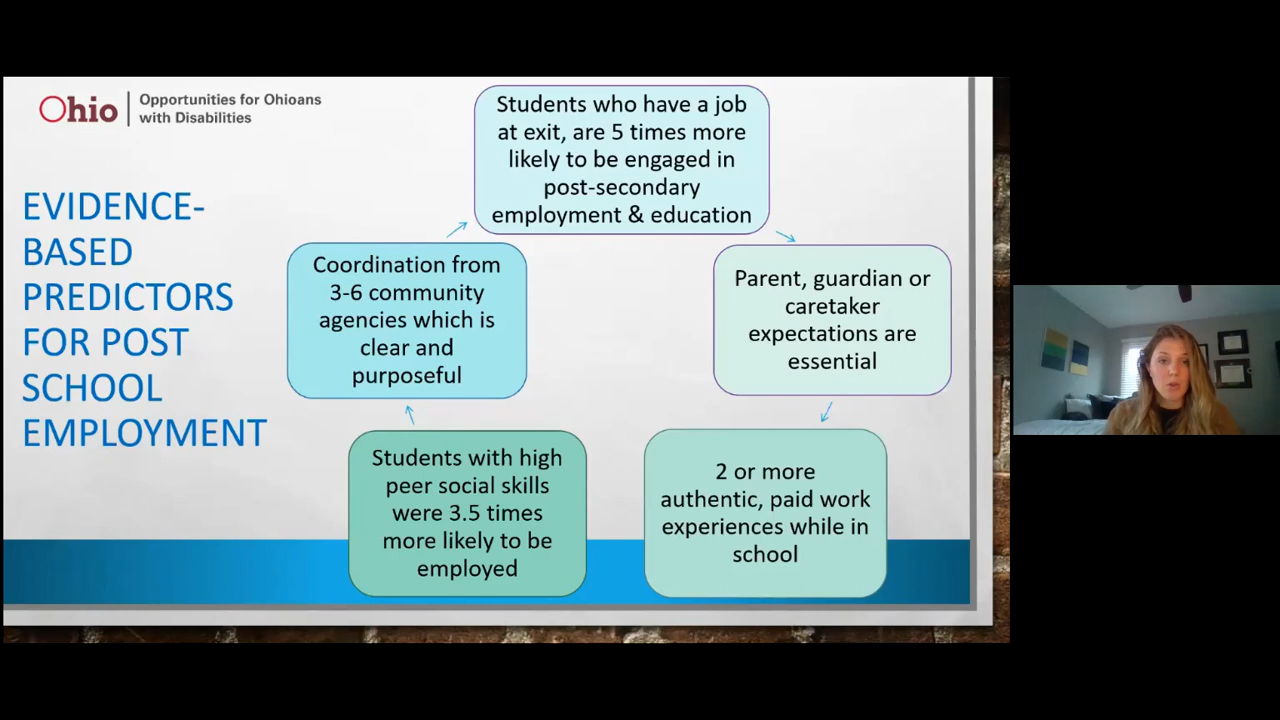 Ohio
Opportunities for Ohioans
with Disabilities
EVIDENCE-
BASED
PREDICTORS
FOR POST
SCHOOL
EMPLOYMENT
Students who have a job
at exit, are 5 times more
likely to be engaged in
post-secondary
employment & education
Parent, guardian or
caretaker
expectations are
essential
2 or more
authentic, paid work
experiences while in
school
Students with high
peer social skills
were 3.5 times
more likely to be
employed
Coordination from
3-6 community
agencies which is
clear and
purposeful